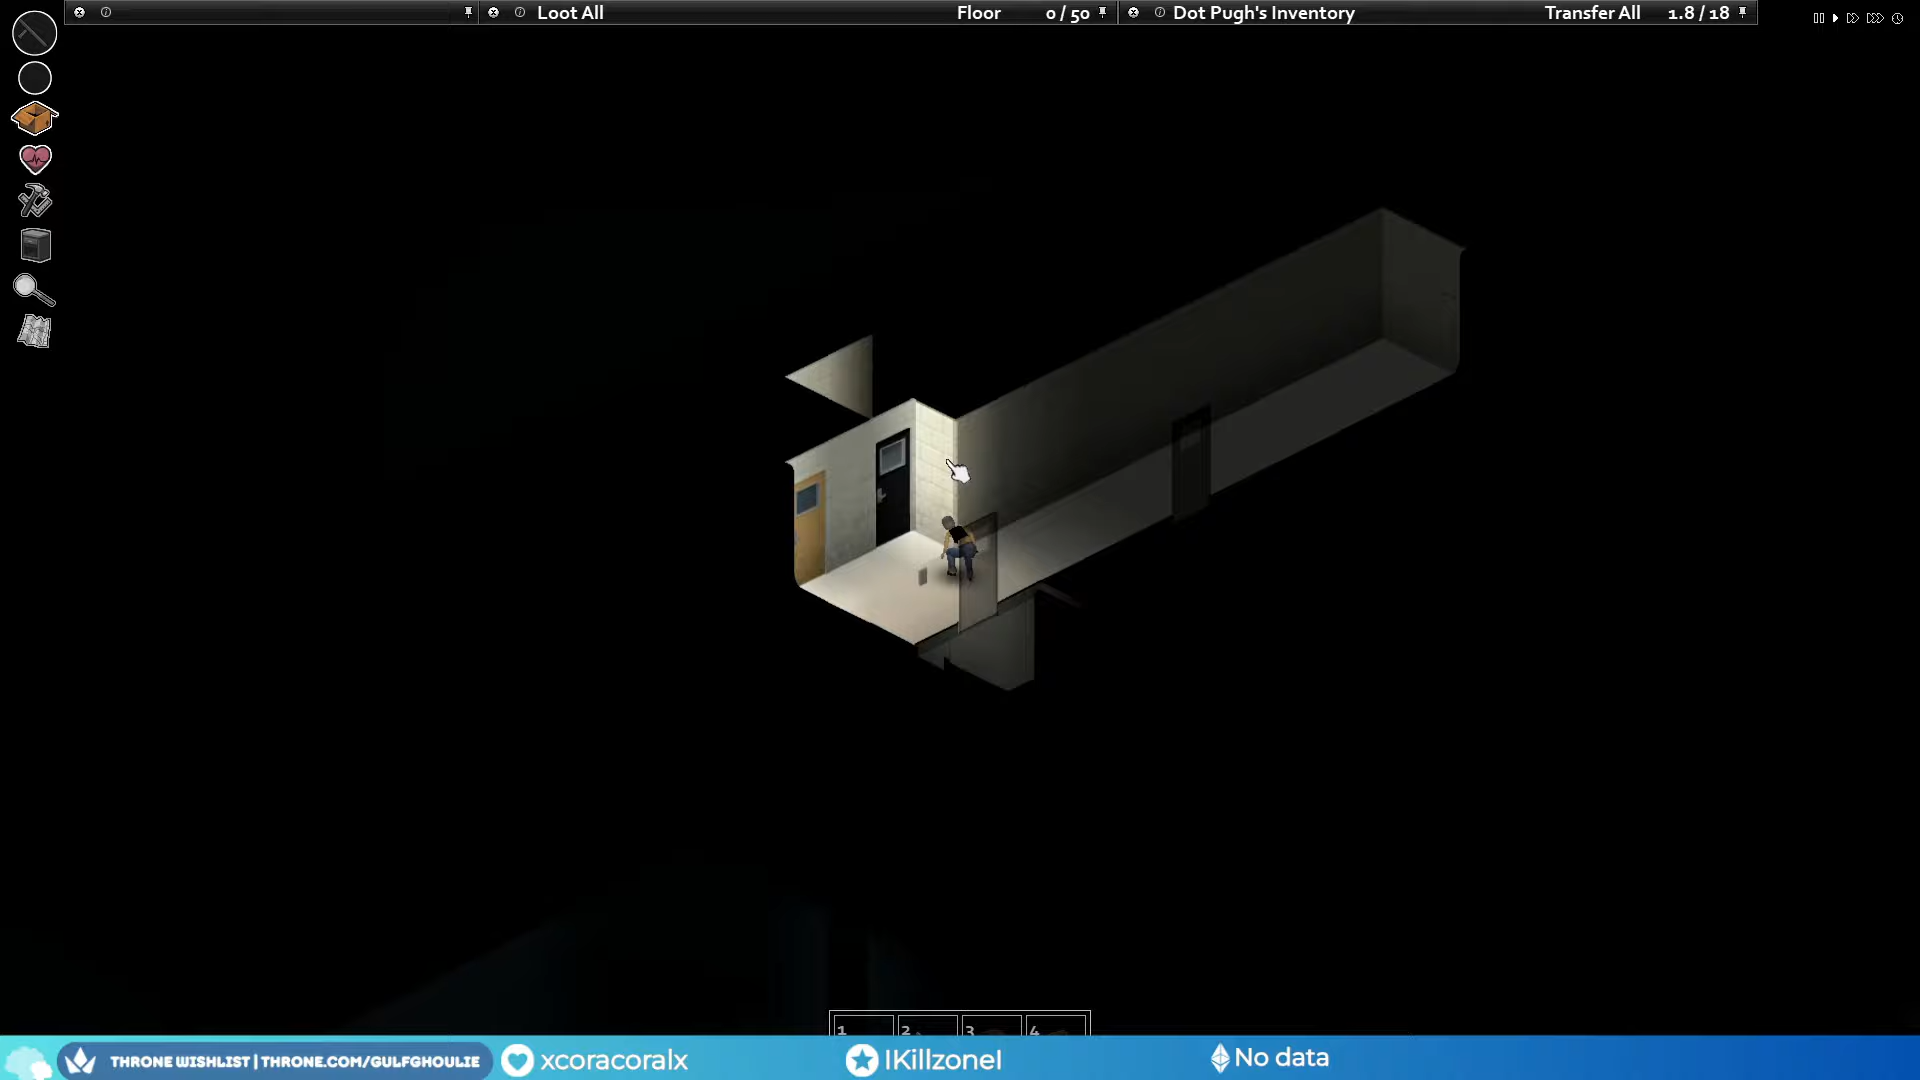 Loot All Floor 0 / 50 Dot Pugh's Inventory Transfer All 1.8 / 18
1 2 3 4
THRONE WISHLIST | THRONE.COM/GULFGHOULIE xcoracoralx IKillzoneI No data